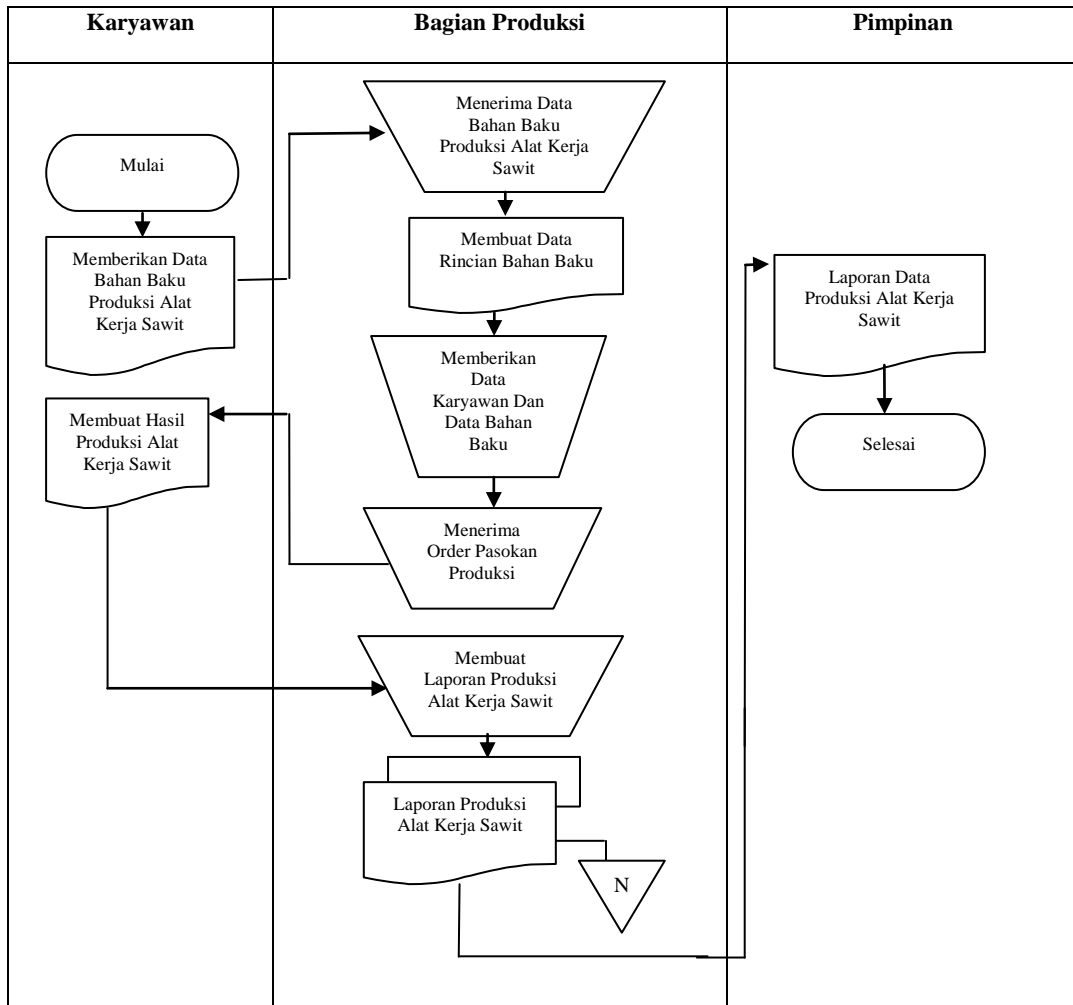 Karyawan
Bagian Produksi
Pimpinan
Mulai
Memberikan Data
Bahan Baku
Produksi Alat
Kerja Sawit
Menerima Data
Bahan Baku
Produksi Alat Kerja
Sawit
Membuat Data
Rincian Bahan Baku
Memberikan
Data
Karyawan Dan
Data Bahan
Baku
Menerima
Order Pasokan
Produksi
Membuat Hasil
Produksi Alat
Kerja Sawit
Membuat
Laporan Produksi
Alat Kerja Sawit
Laporan Produksi
Alat Kerja Sawit
N
Laporan Data
Produksi Alat Kerja
Sawit
Selesai